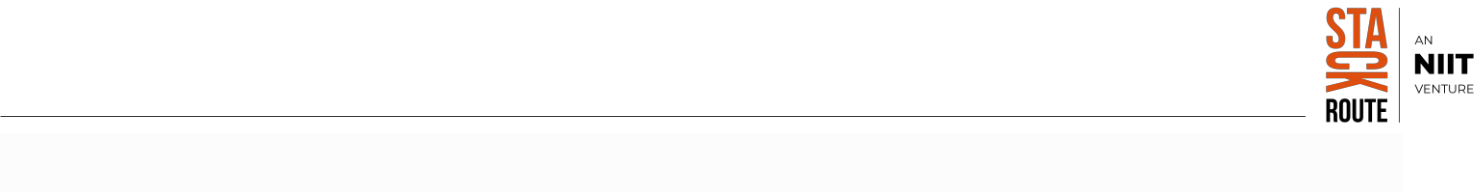 STA
CK
ROUTE
AN
NIIT
VENTURE